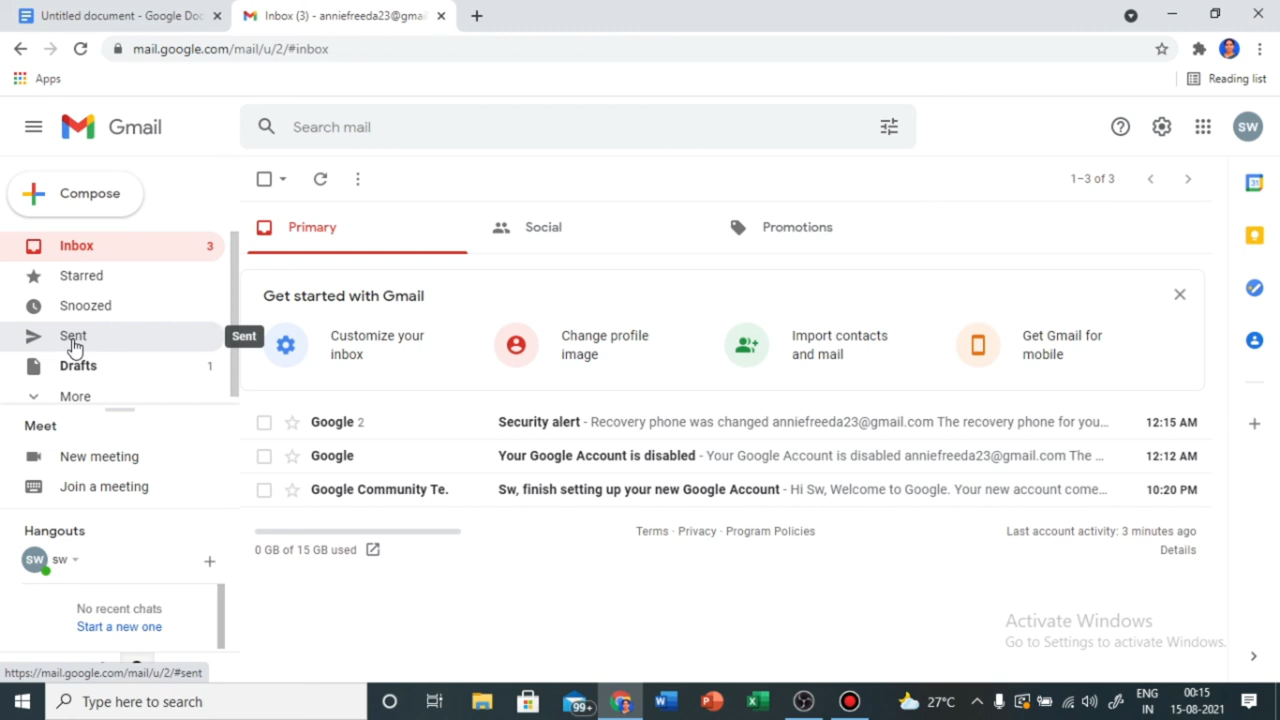 Untitled document - Google Doc
Inbox (3) - anniefreeda23@gmai
mail.google.com/mail/u/2/#inbox
Apps
Reading list
Gmail
Search mail
SW
1–3 of 3
Compose
Primary
Social
Promotions
Inbox 3
Starred
Snoozed
Sent
Sent
Drafts 1
More
Get started with Gmail
Customize your
inbox
Change profile
image
Import contacts
and mail
Get Gmail for
mobile
Google 2 Security alert - Recovery phone was changed anniefreeda23@gmail.com The recovery phone for you... 12:15 AM
Google Your Google Account is disabled - Your Google Account is disabled anniefreeda23@gmail.com The ... 12:12 AM
Google Community Te. Sw, finish setting up your new Google Account - Hi Sw, Welcome to Google. Your new account come... 10:20 PM
Meet
New meeting
Join a meeting
Hangouts
SW sw
No recent chats
Start a new one
0 GB of 15 GB used
Terms · Privacy · Program Policies
Last account activity: 3 minutes ago
Details
31
Activate Windows
Go to Settings to activate Windows.
https://mail.google.com/mail/u/2/#sent
Type here to search
99+
27°C
ENG
IN
00:15
15-08-2021